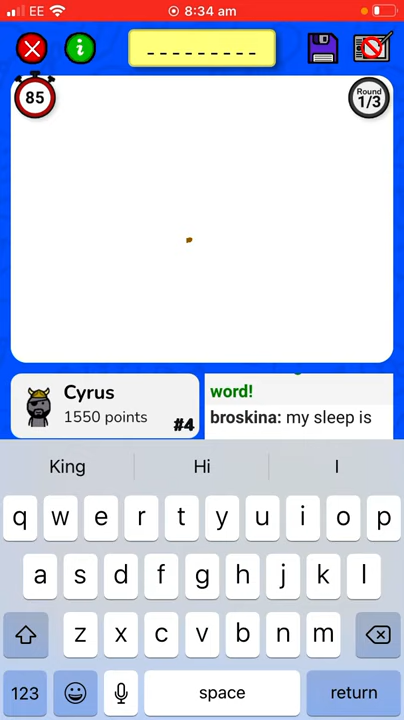 EE 8:34 am
i _ _ _ _ _ _ _ _ _
85 Round
1/3
Cyrus
1550 points #4
word!
broskina: my sleep is
King Hi I
q w e r t y u i o p
a s d f g h j k l
z x c v b n m
123 space return